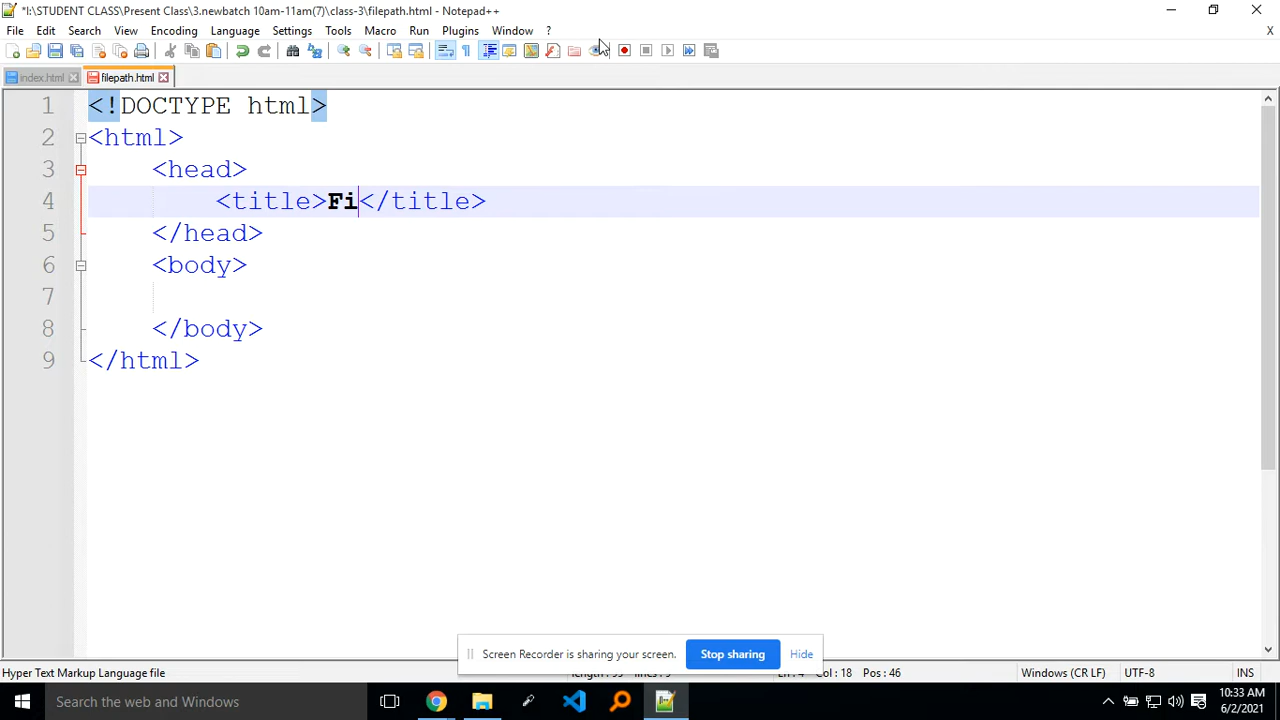 *I:\STUDENT CLASS\Present Class\3.newbatch 10am-11am(7)\class-3\filepath.html - Notepad++
File Edit Search View Encoding Language Settings Tools Macro Run Plugins Window ? X
index.html filepath.html
1 <!DOCTYPE html>
2 <html>
3 <head>
4 <title>Fi</title>
5 </head>
6 <body>
7
8 </body>
9 </html>
Screen Recorder is sharing your screen. Stop sharing Hide
Hyper Text Markup Language file Col : 18 Pos : 46 Windows (CR LF) UTF-8 INS
Search the web and Windows 10:33 AM
6/2/2021